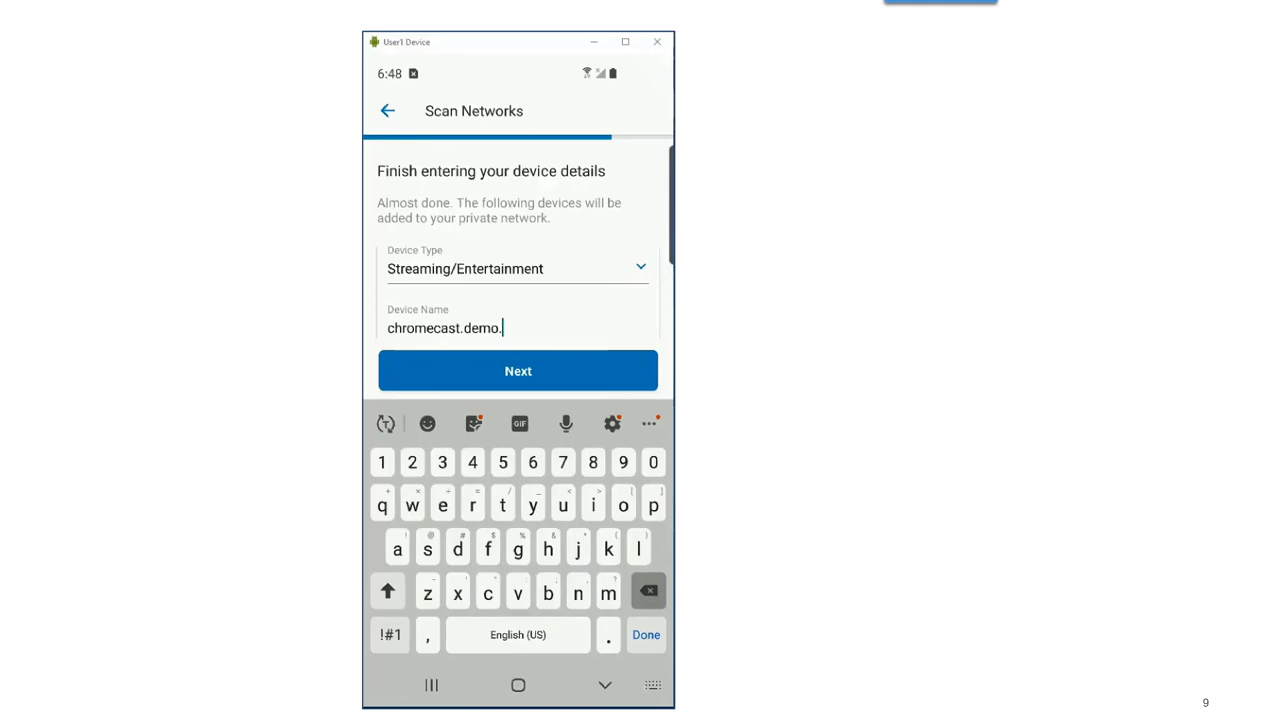 User1 Device
6:48
Scan Networks
Finish entering your device details
Almost done. The following devices will be
added to your private network.
Device Type
Streaming/Entertainment
Device Name
chromecast.demo.
Next
GIF
1 2 3 4 5 6 7 8 9 0
q w e r t y u i o p
a s d f g h j k l
z x c v b n m
!#1 , English (US) . Done
9